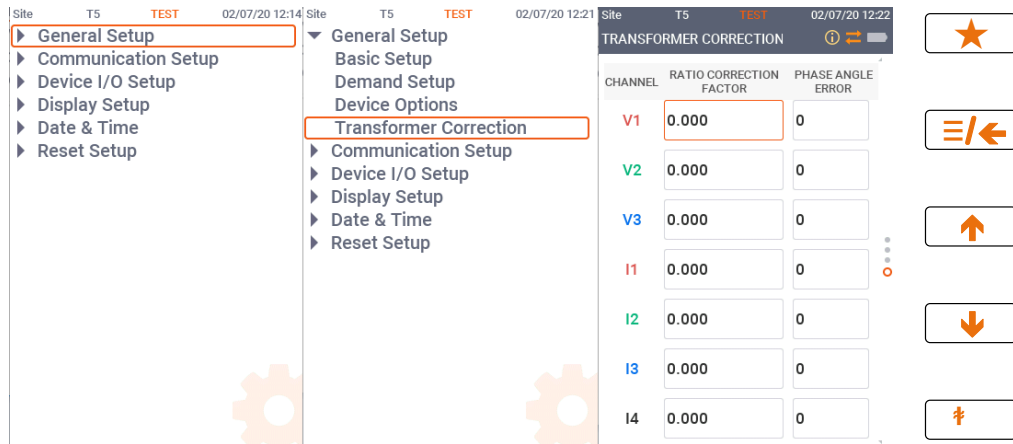 Site T5 TEST 02/07/20 12:14
General Setup
Communication Setup
Device I/O Setup
Display Setup
Date & Time
Reset Setup
Site T5 TEST 02/07/20 12:21
General Setup
Basic Setup
Demand Setup
Device Options
Transformer Correction
Communication Setup
Device I/O Setup
Display Setup
Date & Time
Reset Setup
Site T5 TEST 02/07/20 12:22
TRANSFORMER CORRECTION
CHANNEL RATIO CORRECTION FACTOR PHASE ANGLE ERROR
V1 0.000 0
V2 0.000 0
V3 0.000 0
I1 0.000 0
I2 0.000 0
I3 0.000 0
I4 0.000 0